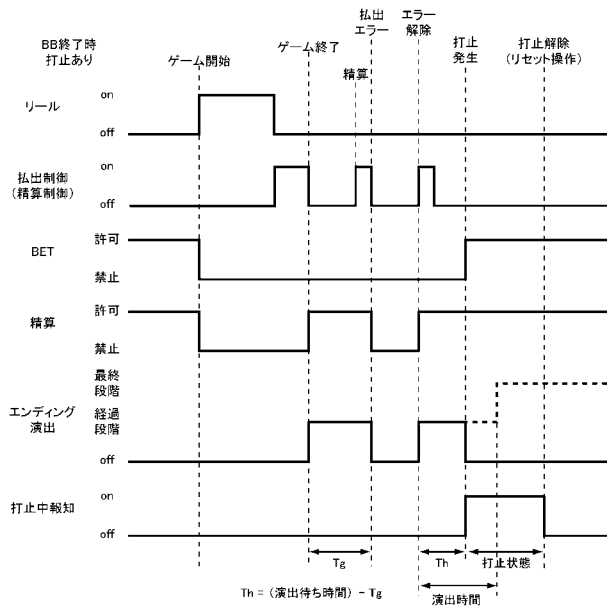 BB終了時
打止あり
ゲーム開始
ゲーム終了
払出
エラー
エラー
解除
精算
打止
発生
打止解除
(リセット操作)
リール
on
off
払出制御
(精算制御)
on
off
BET
許可
禁止
精算
許可
禁止
エンディング
演出
最終
段階
経過
段階
off
打止中報知
on
off
Tg
Th
打止状態
演出時間
Th = (演出待ち時間) - Tg